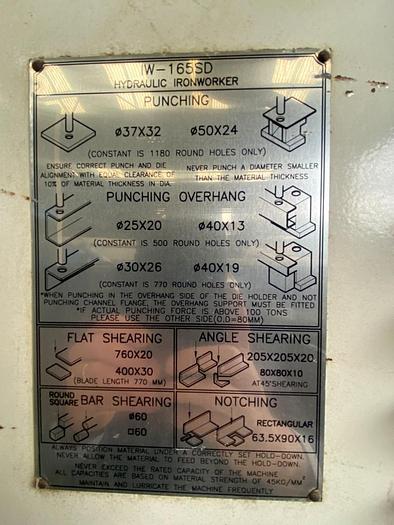 IW-165SD
HYDRAULIC IRONWORKER
PUNCHING
ø37X32 ø50X24
(CONSTANT IS 1180 ROUND HOLES ONLY)
ENSURE CORRECT PUNCH AND DIE ALIGNMENT WITH EQUAL CLEARANCE OF 10% OF MATERIAL THICKNESS IN DIA.
NEVER PUNCH A DIAMETER SMALLER THAN THE MATERIAL THICKNESS
PUNCHING OVERHANG
ø25X20 ø40X13
(CONSTANT IS 500 ROUND HOLES ONLY)
ø30X26 ø40X19
(CONSTANT IS 770 ROUND HOLES ONLY)
*WHEN PUNCHING IN THE OVERHANG SIDE OF THE DIE HOLDER AND NOT
PUNCHING CHANNEL FLANGE, THE OVERHANG SUPPORT MUST BE FITTED
*IF ACTUAL PUNCHING FORCE IS ABOVE 100 TONS
PLEASE USE THE OTHER SIDE(O.D=80MM)
FLAT SHEARING
760X20
400X30
(BLADE LENGTH 770 MM)
ANGLE SHEARING
205X205X20
80X80X10
AT45°SHEARING
ROUND
SQUARE BAR SHEARING
ø60
□60
NOTCHING
RECTANGULAR
63.5X90X16
ALWAYS POSITION MATERIAL UNDER A CORRECTLY SET HOLD-DOWN.
NEVER ALLOW THE MATERIAL TO FEED BEYOND THE HOLD-DOWN.
NEVER EXCEED THE RATED CAPACITY OF THE MACHINE
ALL CAPACITIES ARE BASED ON MATERIAL STRENGTH OF 45KG/MM²
MAINTAIN AND LUBRICATE THE MACHINE FREQUENTLY